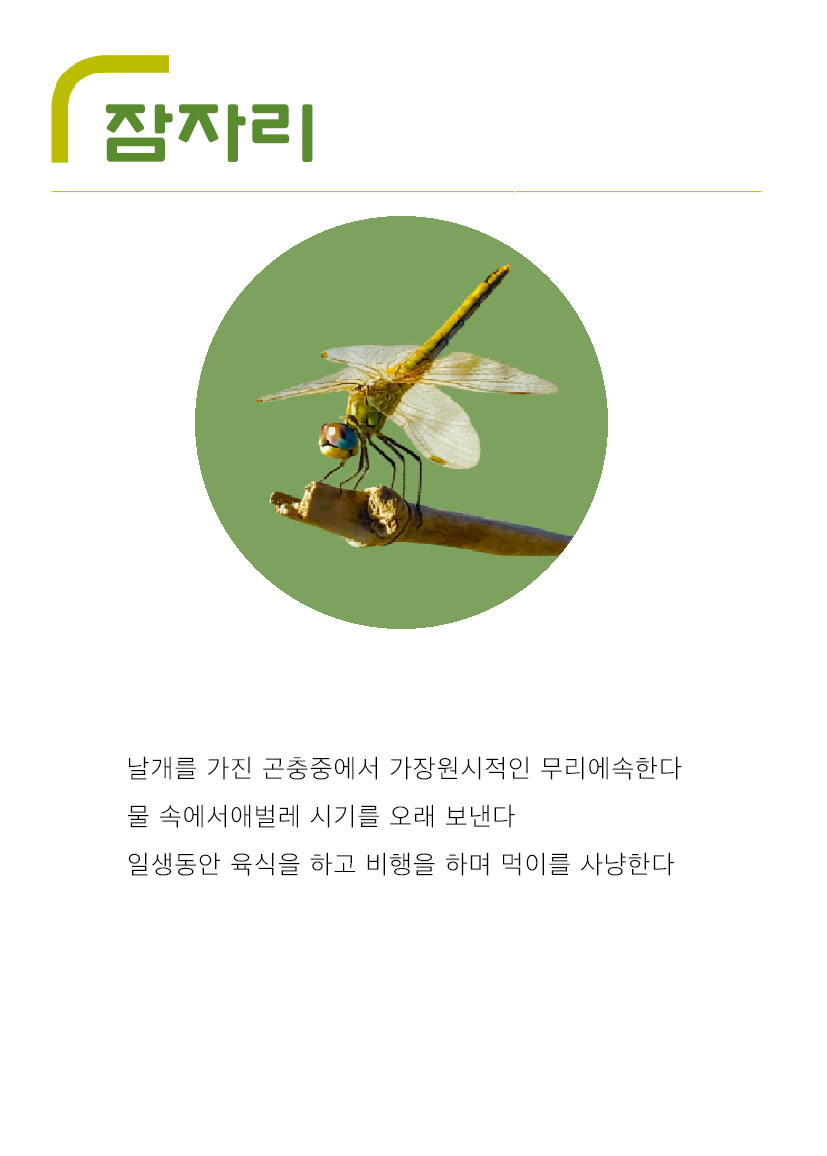 잠자리
날개를 가진 곤충중에서 가장원시적인 무리에속한다
물 속에서애벌레 시기를 오래 보낸다
일생동안 육식을 하고 비행을 하며 먹이를 사냥한다